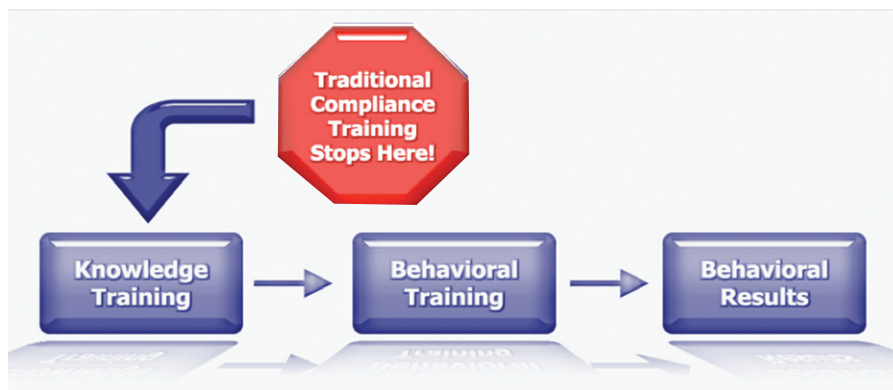 Traditional
Compliance
Training
Stops Here!
Knowledge
Training
Behavioral
Training
Behavioral
Results